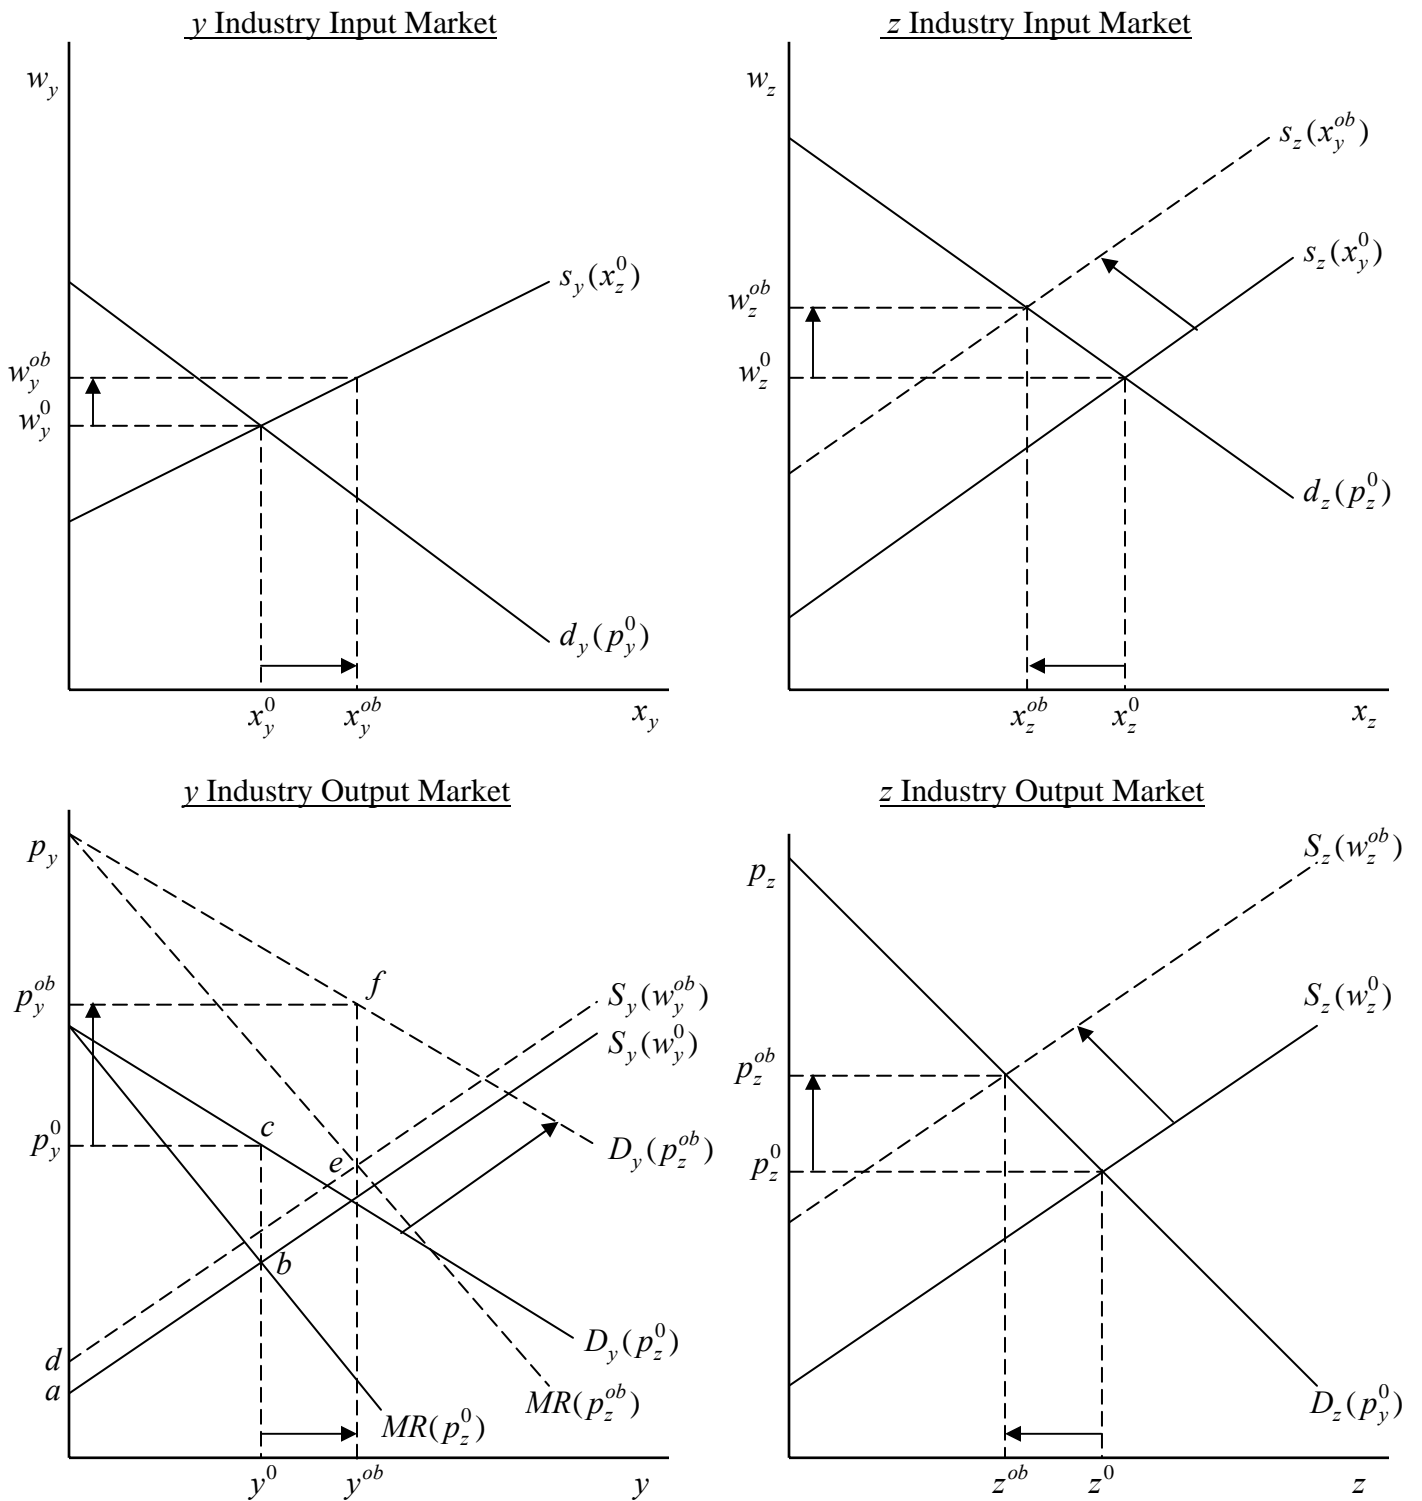 y Industry Input Market
w_y
s_y(x_z^0)
w_y^{ob}
w_y^0
d_y(p_y^0)
x_y^0
x_y^{ob}
x_y
z Industry Input Market
w_z
s_z(x_y^{ob})
s_z(x_y^0)
w_z^{ob}
w_z^0
d_z(p_z^0)
x_z^{ob}
x_z^0
x_z
y Industry Output Market
p_y
p_y^{ob}
f
S_y(w_y^{ob})
S_y(w_y^0)
p_y^0
c
e
D_y(p_z^{ob})
b
D_y(p_z^0)
d
a
MR(p_z^{ob})
MR(p_z^0)
y^0
y^{ob}
y
z Industry Output Market
S_z(w_z^{ob})
p_z
S_z(w_z^0)
p_z^{ob}
p_z^0
D_z(p_y^0)
z^{ob}
z^0
z